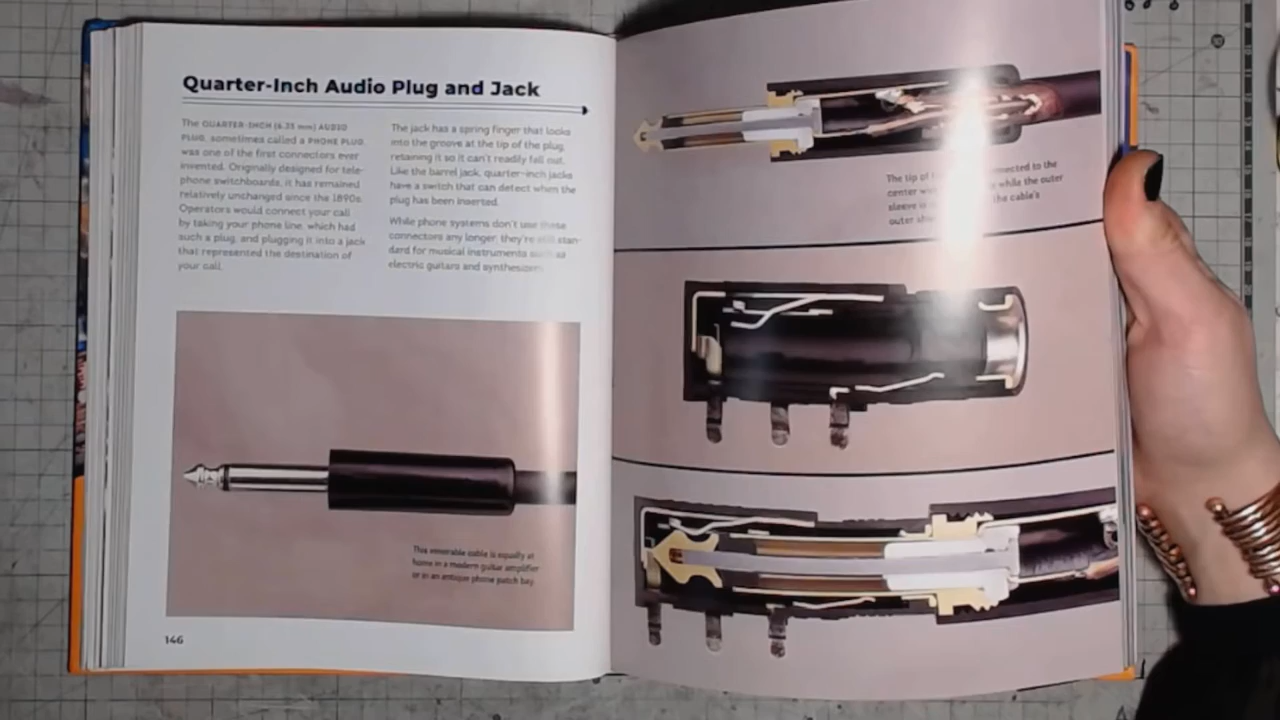 Quarter-Inch Audio Plug and Jack
The QUARTER-INCH (6.35 mm) AUDIO
PLUG, sometimes called a PHONE PLUG,
was one of the first connectors ever
invented. Originally designed for tele-
phone switchboards, it has remained
relatively unchanged since the 1890s.
Operators would connect your call
by taking your phone line, which had
such a plug, and plugging it into a jack
that represented the destination of
your call.
The jack has a spring finger that locks
into the groove at the tip of the plug,
retaining it so it can't readily fall out.
Like the barrel jack, quarter-inch jacks
have a switch that can detect when the
plug has been inserted.
While phone systems don't use these
connectors any longer, they're still stan-
dard for musical instruments such as
electric guitars and synthesizers.
This venerable cable is equally at
home in a modern guitar amplifier
or in an antique phone patch bay.
146
The tip of nected to the
center while the outer
sleeve is the cable's
outer